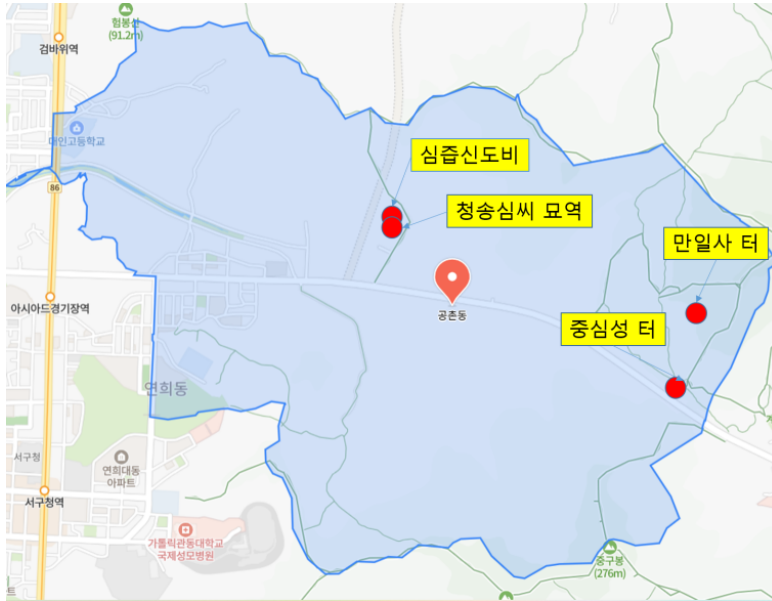 험봉산
(91.2m)
검바위역
대인고등학교
심즙신도비
86
청송심씨 묘역
만일사 터
아시아드경기장역
공촌동
중심성 터
연희동
서구청
연희대동
아파트
서구청역
가톨릭관동대학교
국제성모병원
중구봉
(276m)
트